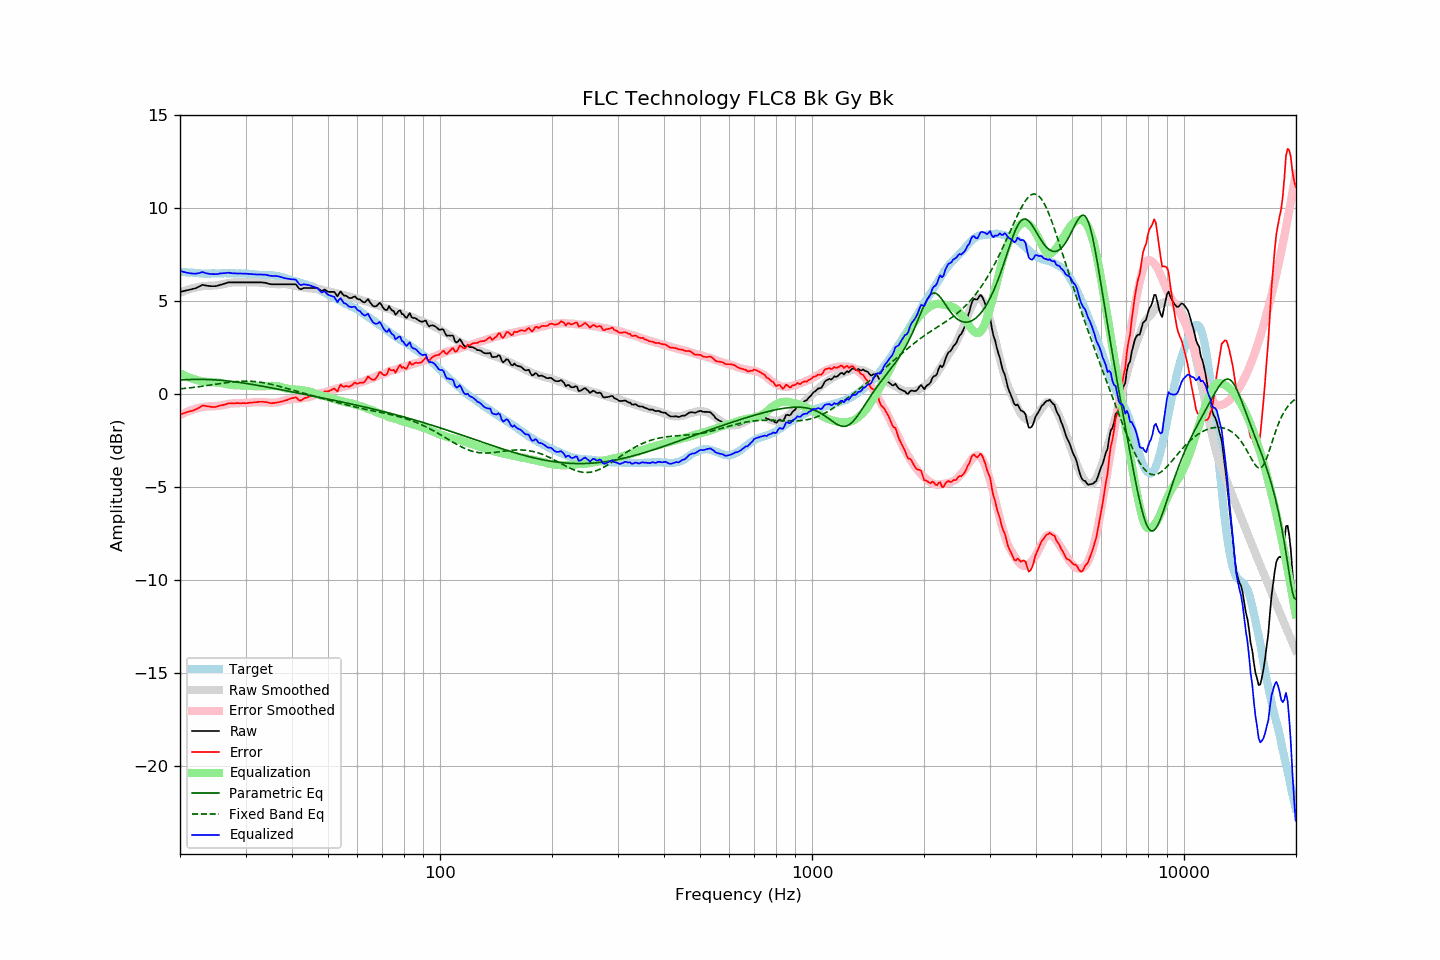 FLC Technology FLC8 Bk Gy Bk
15
10
5
0
−5
−10
−15
−20
Amplitude (dBr)
Target
Raw Smoothed
Error Smoothed
Raw
Error
Equalization
Parametric Eq
Fixed Band Eq
Equalized
100
1000
10000
Frequency (Hz)